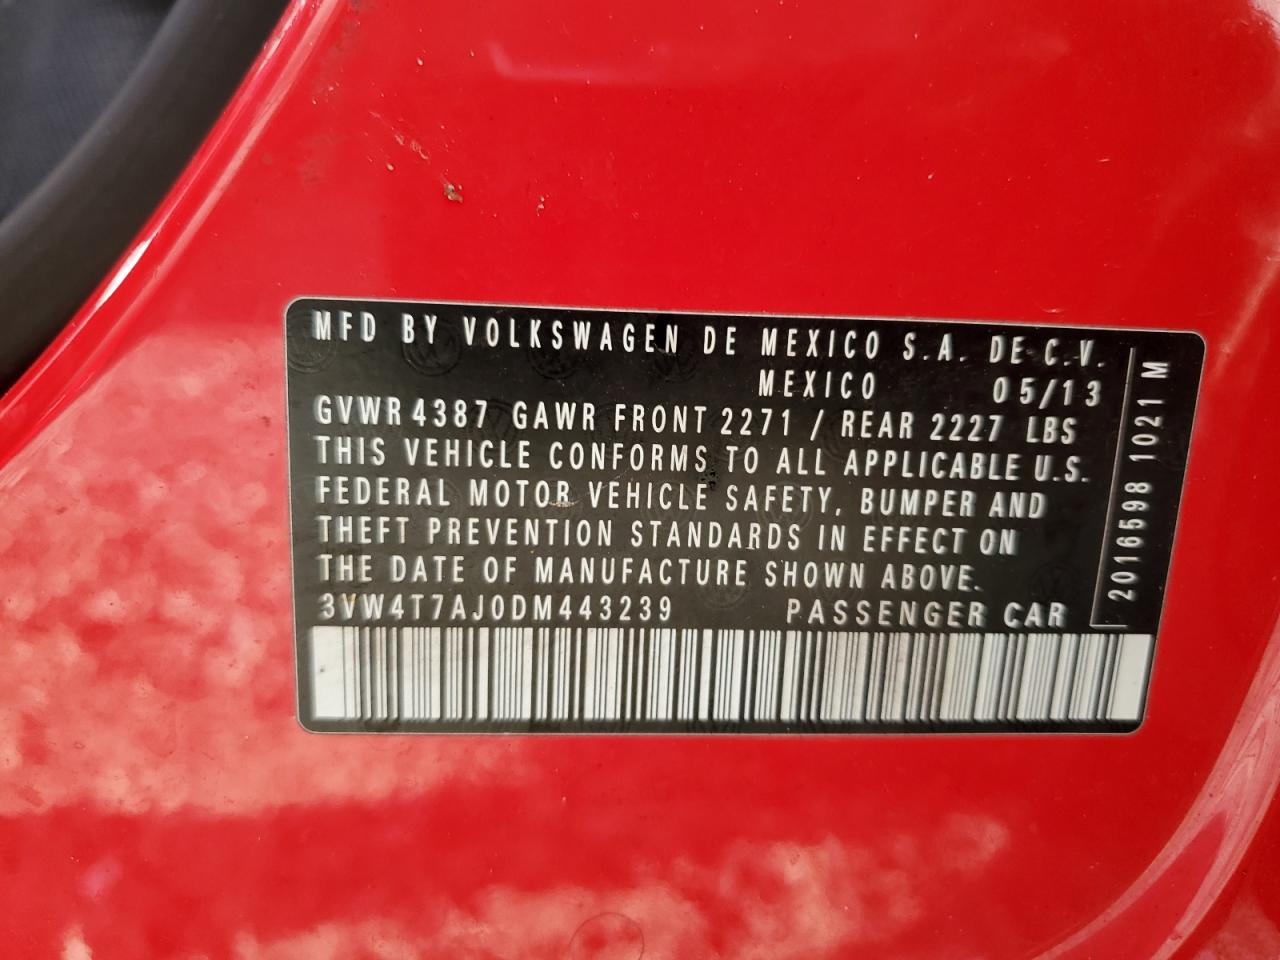 MFD BY VOLKSWAGEN DE MEXICO S.A. DE C.V.
MEXICO 05/13
GVWR 4387 GAWR FRONT 2271 / REAR 2227 LBS
THIS VEHICLE CONFORMS TO ALL APPLICABLE U.S.
FEDERAL MOTOR VEHICLE SAFETY, BUMPER AND
THEFT PREVENTION STANDARDS IN EFFECT ON
THE DATE OF MANUFACTURE SHOWN ABOVE.
3VW4T7AJ0DM443239 PASSENGER CAR
2016598 1021 M